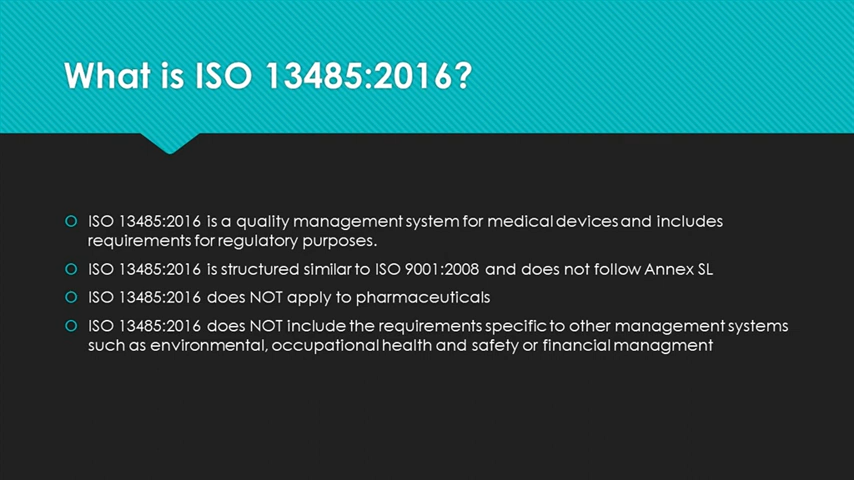 What is ISO 13485:2016?
ISO 13485:2016 is a quality management system for medical devices and includes
requirements for regulatory purposes.
ISO 13485:2016 is structured similar to ISO 9001:2008 and does not follow Annex SL
ISO 13485:2016 does NOT apply to pharmaceuticals
ISO 13485:2016 does NOT include the requirements specific to other management systems
such as environmental, occupational health and safety or financial managment